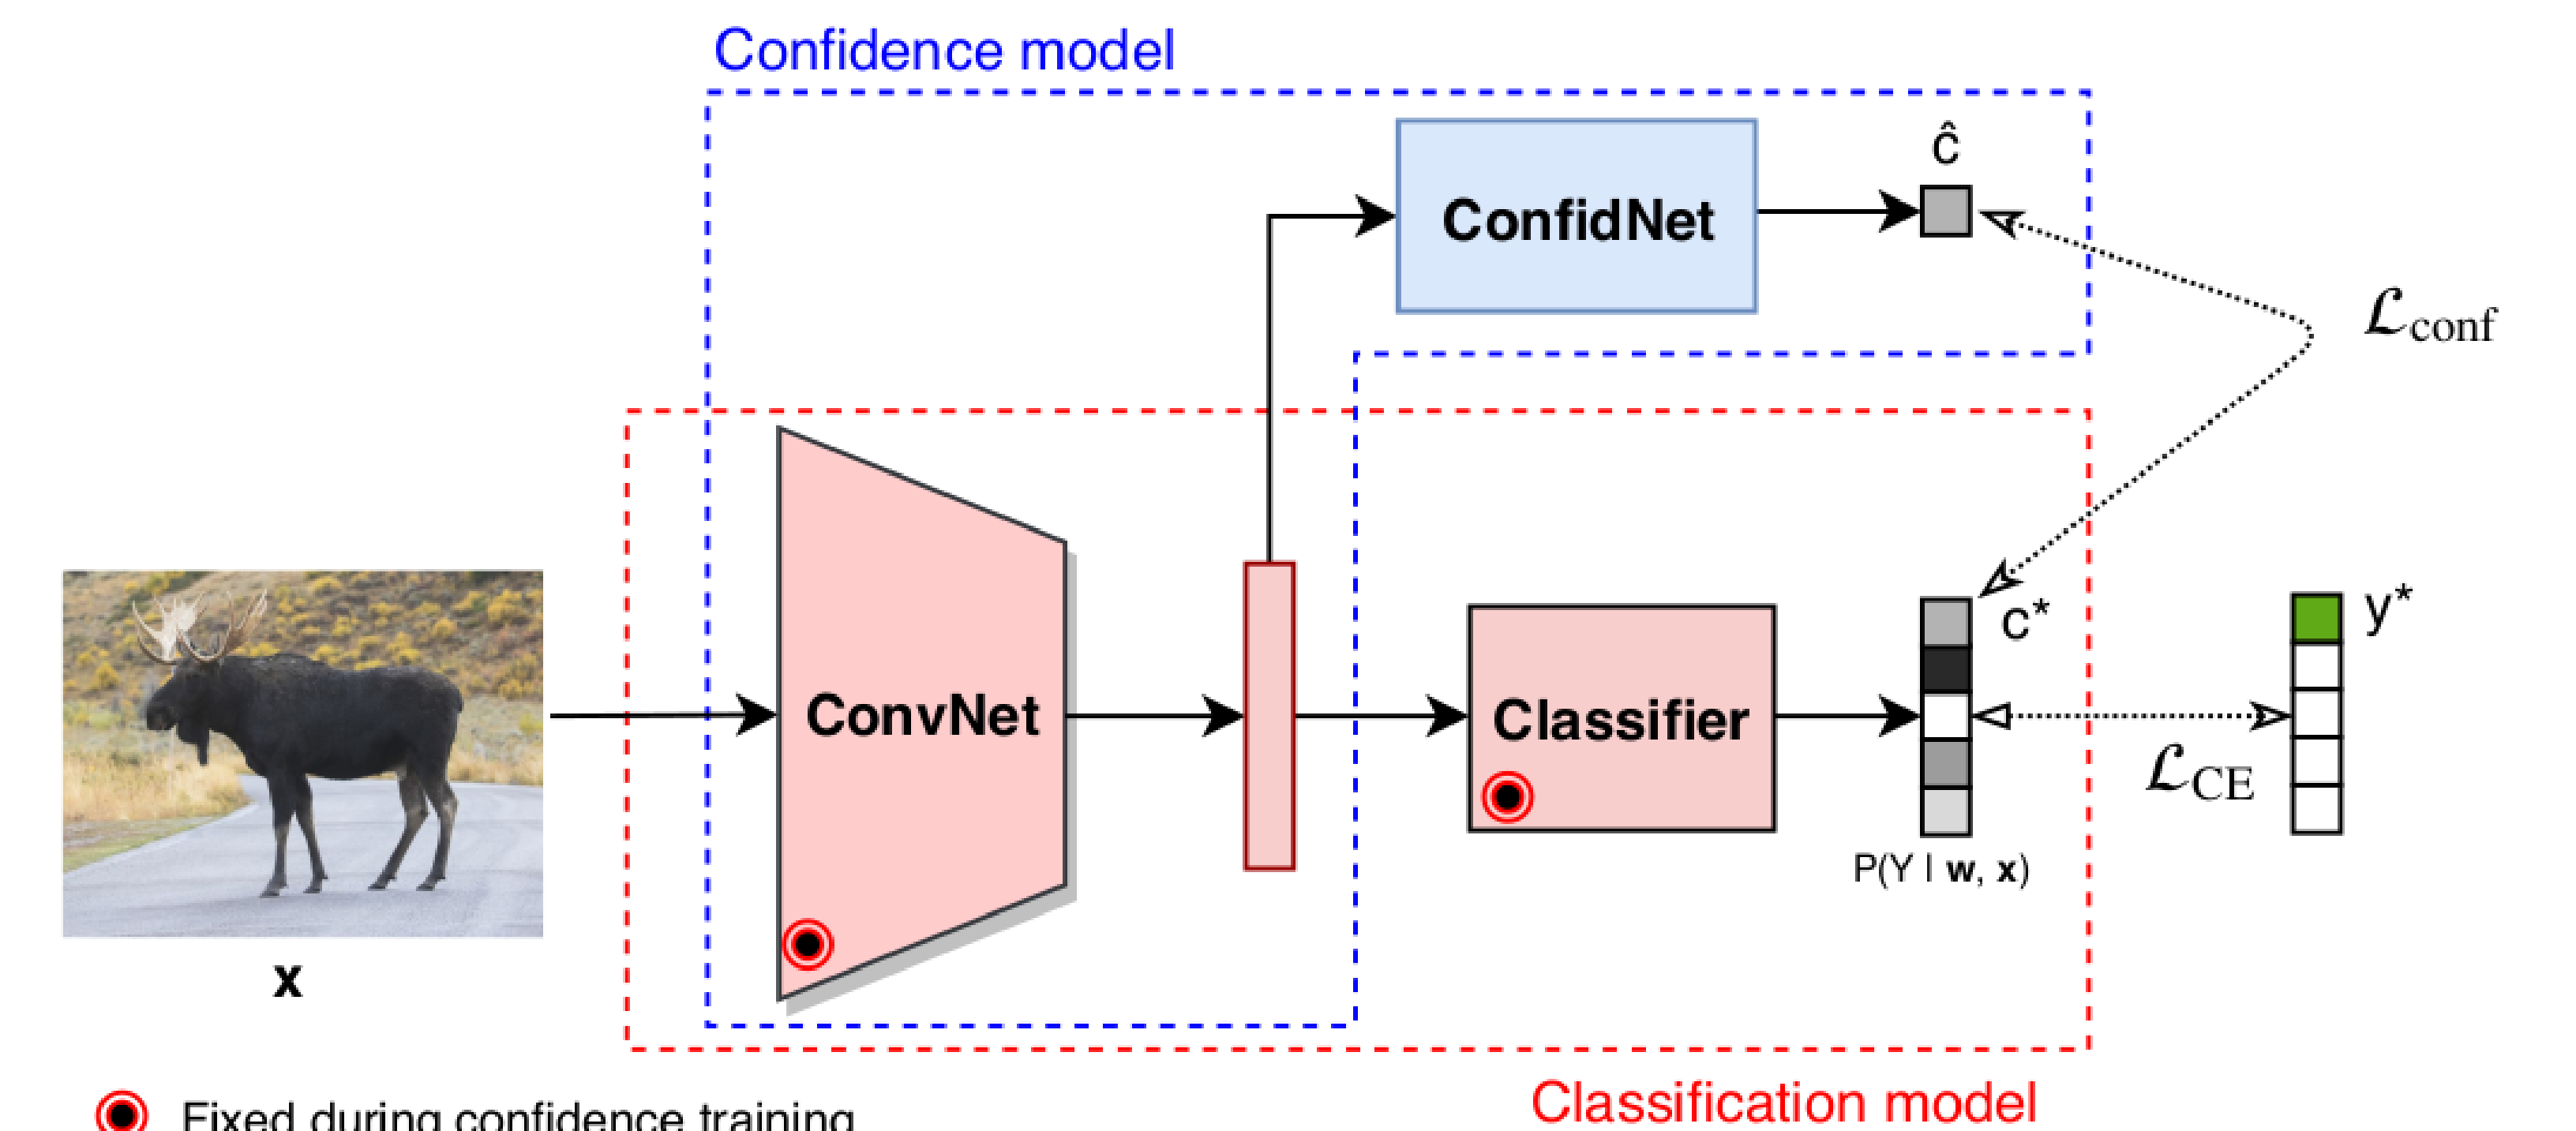 Confidence model
ConfidNet
ĉ
ℒconf
ConvNet
Classifier
c*
y*
ℒCE
P(Y | w, x)
x
Classification model
Fixed during confidence training